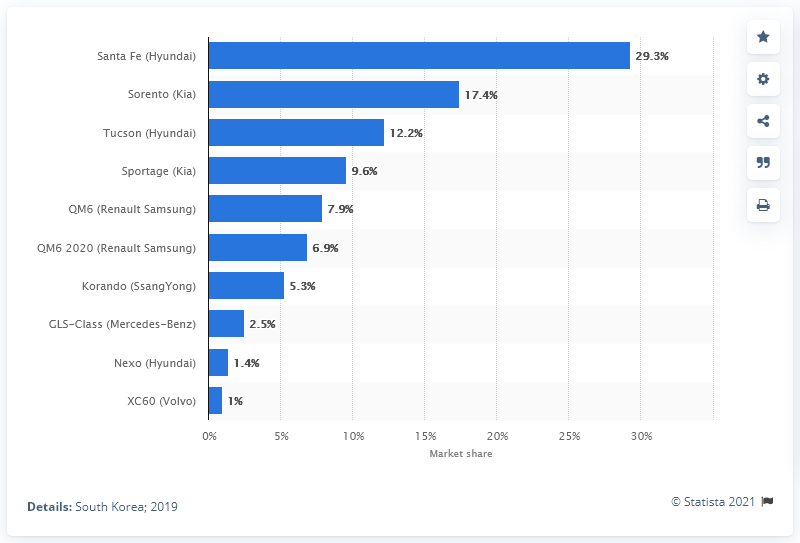 Santa Fe (Hyundai) 29.3%
Sorento (Kia) 17.4%
Tucson (Hyundai) 12.2%
Sportage (Kia) 9.6%
QM6 (Renault Samsung) 7.9%
QM6 2020 (Renault Samsung) 6.9%
Korando (SsangYong) 5.3%
GLS-Class (Mercedes-Benz) 2.5%
Nexo (Hyundai) 1.4%
XC60 (Volvo) 1%
0% 5% 10% 15% 20% 25% 30%
Market share
© Statista 2021
Details: South Korea; 2019